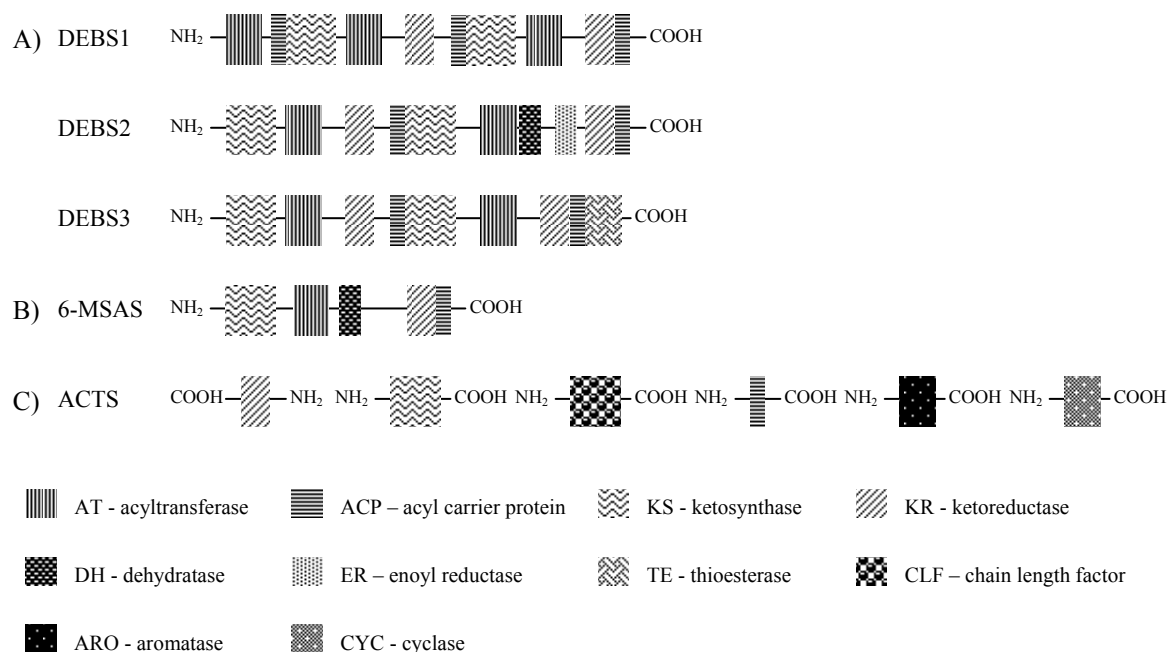 A) DEBS1 NH₂ COOH
DEBS2 NH₂ COOH
DEBS3 NH₂ COOH
B) 6-MSAS NH₂ COOH
C) ACTS COOH NH₂ NH₂ COOH NH₂ COOH NH₂ COOH NH₂ COOH NH₂ COOH
AT - acyltransferase ACP – acyl carrier protein KS - ketosynthase KR - ketoreductase
DH - dehydratase ER – enoyl reductase TE - thioesterase CLF – chain length factor
ARO - aromatase CYC - cyclase